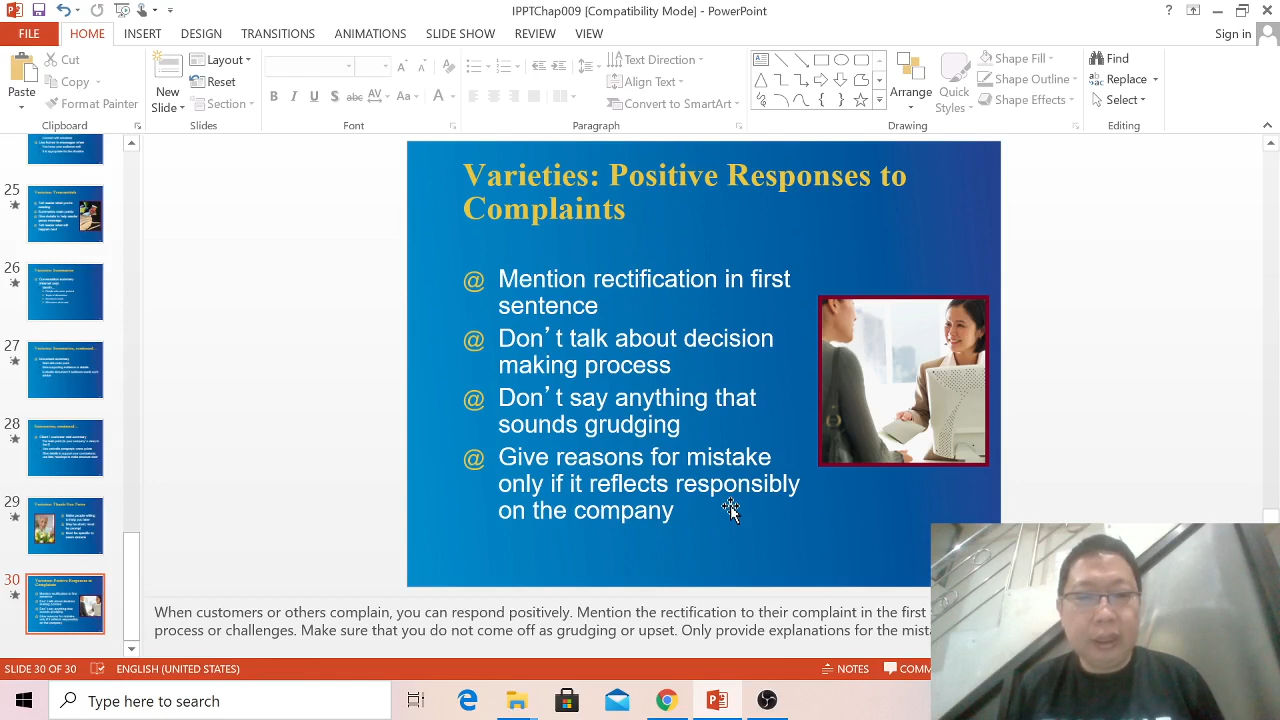 IPPTChap009 [Compatibility Mode] - PowerPoint
?
FILE HOME INSERT DESIGN TRANSITIONS ANIMATIONS SLIDE SHOW REVIEW VIEW Sign in
Paste
Cut
Copy
Format Painter
New
Slide
Layout
Reset
Section
B I U S abc AV Aa A
Text Direction
Align Text
Convert to SmartArt
Arrange
Quick
Styles
Shape Fill
Shape Outline
Shape Effects
Find
Replace
Select
Clipboard Slides Font Paragraph Drawing Editing
25
26
27
28
29
30
Varieties: Positive Responses to
Complaints
@ Mention rectification in first
sentence
@ Don’t talk about decision
making process
@ Don’t say anything that
sounds grudging
@ Give reasons for mistake
only if it reflects responsibly
on the company
When customers or others complain, you can respond positively. Mention the rectification to their complaint in the
process or challenges. Make sure that you do not come off as grudging or upset. Only provide explanations for the
SLIDE 30 OF 30 ENGLISH (UNITED STATES) NOTES COMM
Type here to search